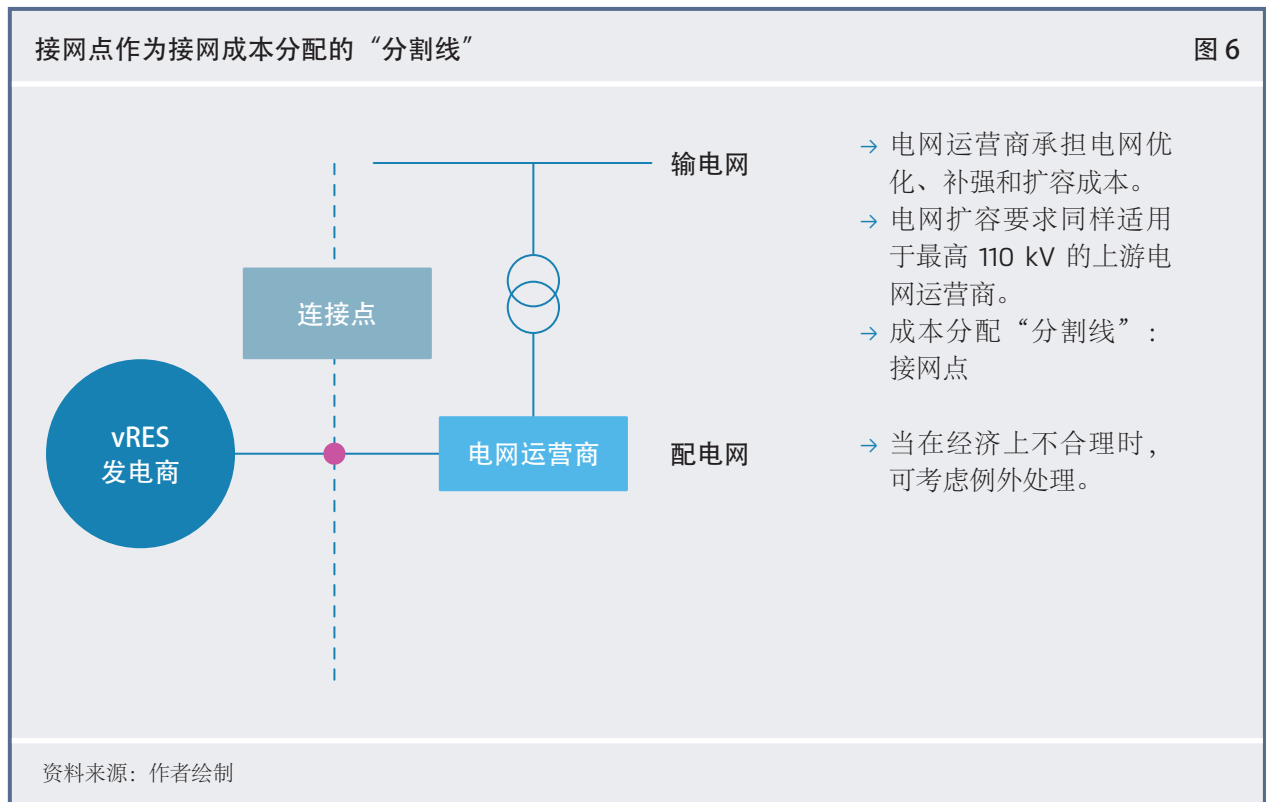 接网点作为接网成本分配的“分割线”
图 6
输电网
连接点
vRES
发电商
电网运营商
配电网
→ 电网运营商承担电网优
化、补强和扩容成本。
→ 电网扩容要求同样适用
于最高 110 kV 的上游电
网运营商。
→ 成本分配“分割线”：
接网点
→ 当在经济上不合理时，
可考虑例外处理。
资料来源：作者绘制